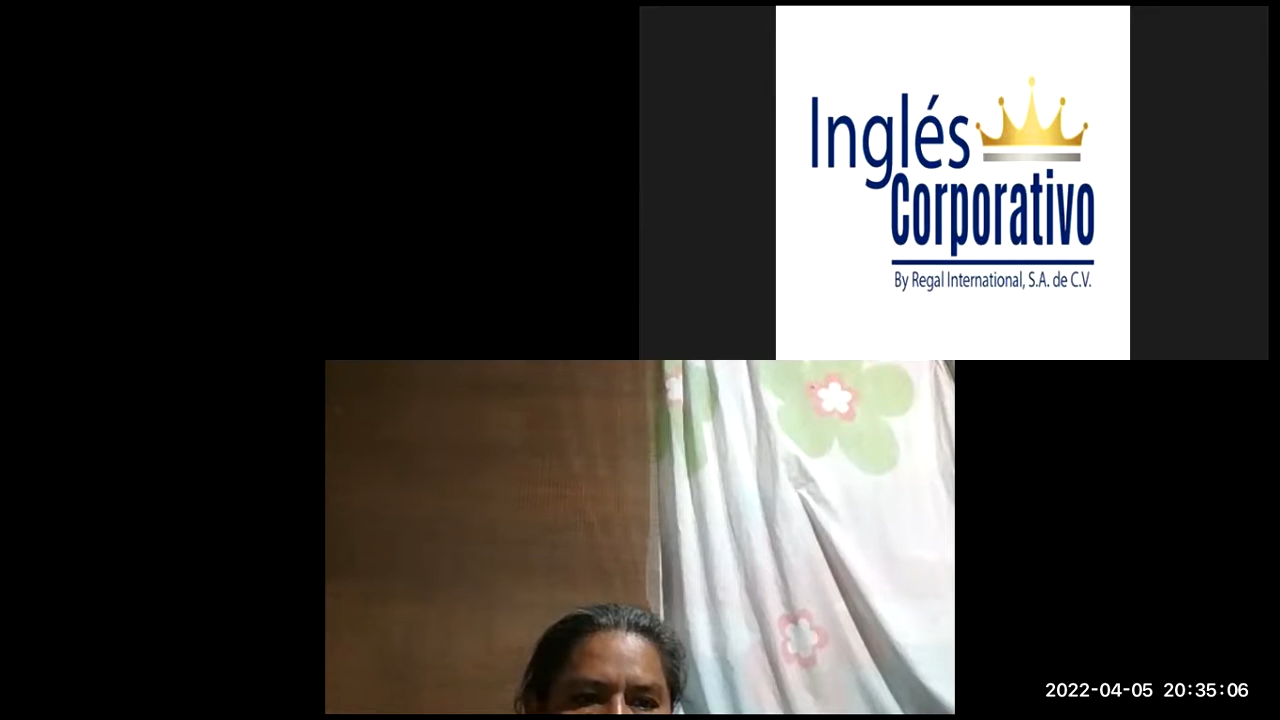 Inglés
Corporativo
By Regal International, S.A. de C.V.
2022-04-05 20:35:06